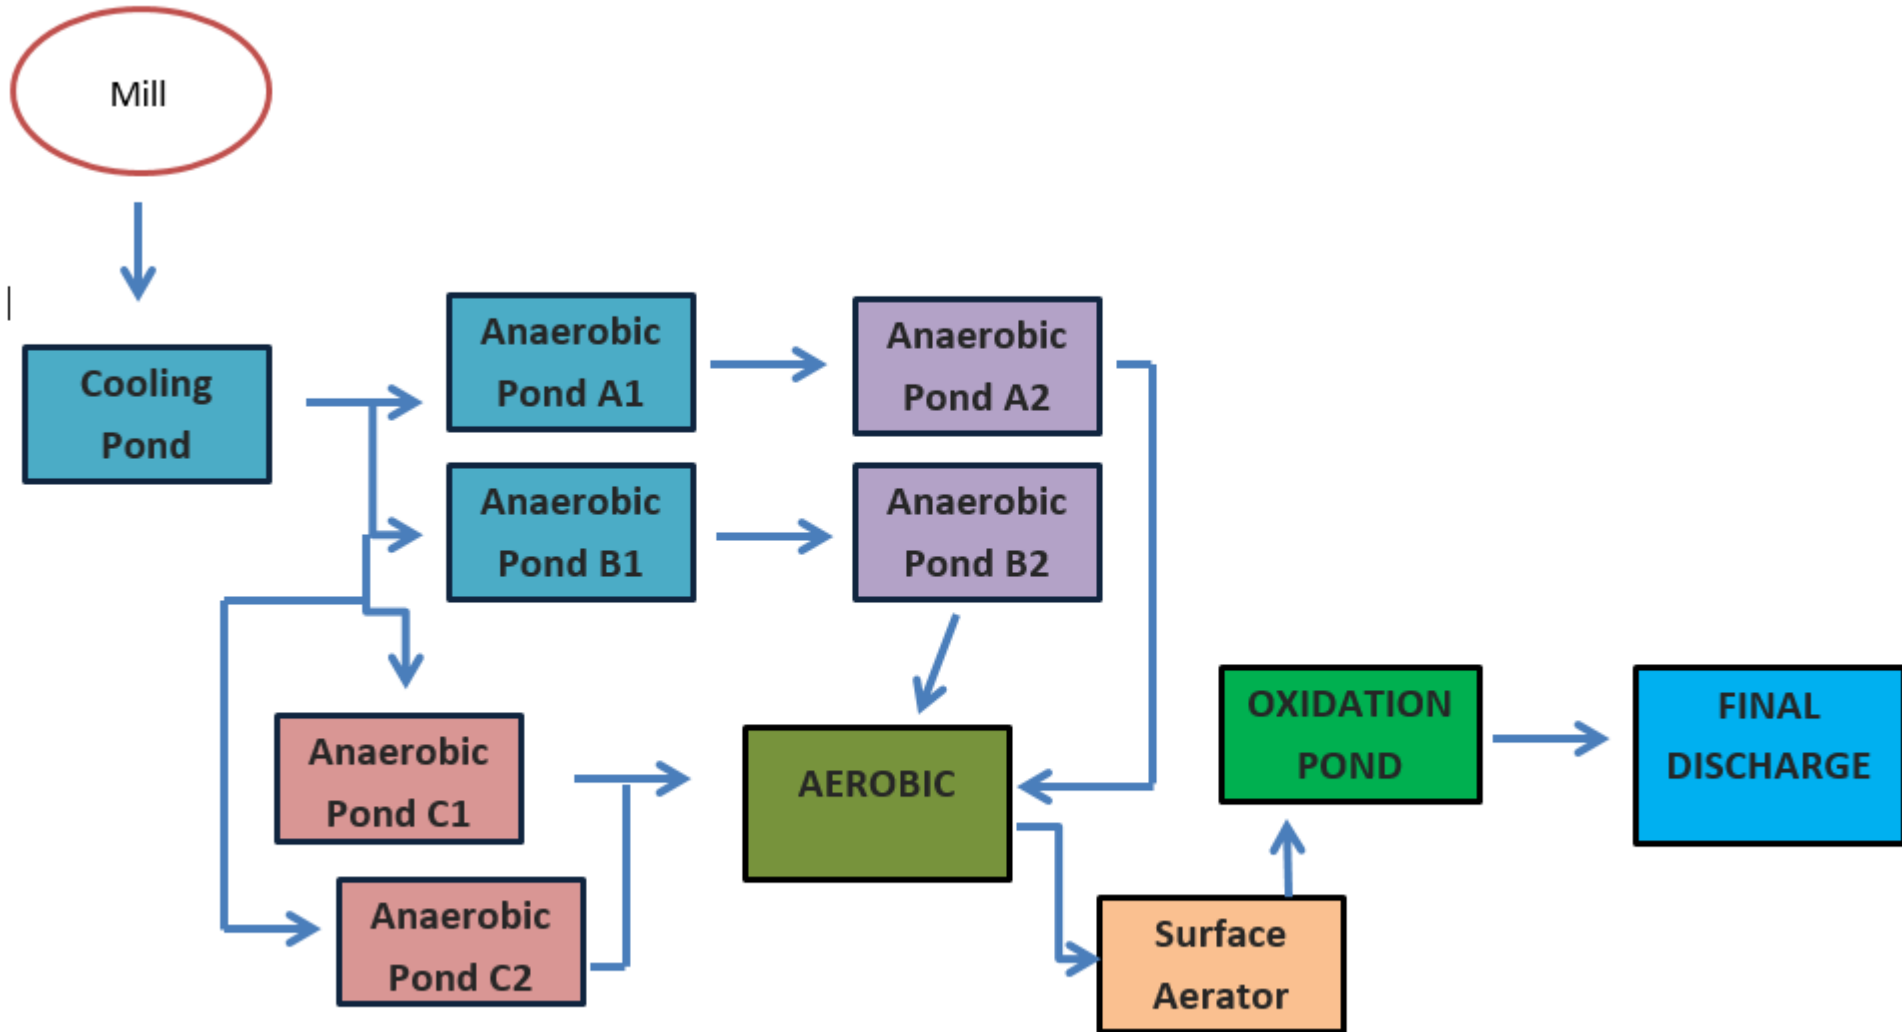 Mill
Cooling
Pond
Anaerobic
Pond A1
Anaerobic
Pond A2
Anaerobic
Pond B1
Anaerobic
Pond B2
Anaerobic
Pond C1
Anaerobic
Pond C2
AEROBIC
Surface
Aerator
OXIDATION
POND
FINAL
DISCHARGE